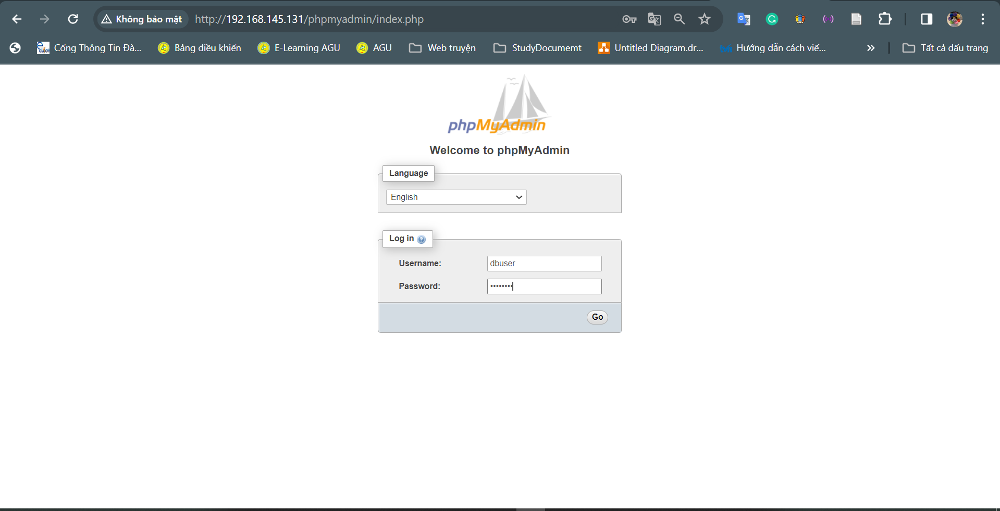 Không bảo mật http://192.168.145.131/phpmyadmin/index.php
Cổng Thông Tin Đà... Bảng điều khiển E-Learning AGU AGU Web truyện StudyDocumemt Untitled Diagram.dr... Hướng dẫn cách viế... Tất cả dấu trang
phpMyAdmin
Welcome to phpMyAdmin
Language
English
Log in
Username: dbuser
Password: ••••••••
Go